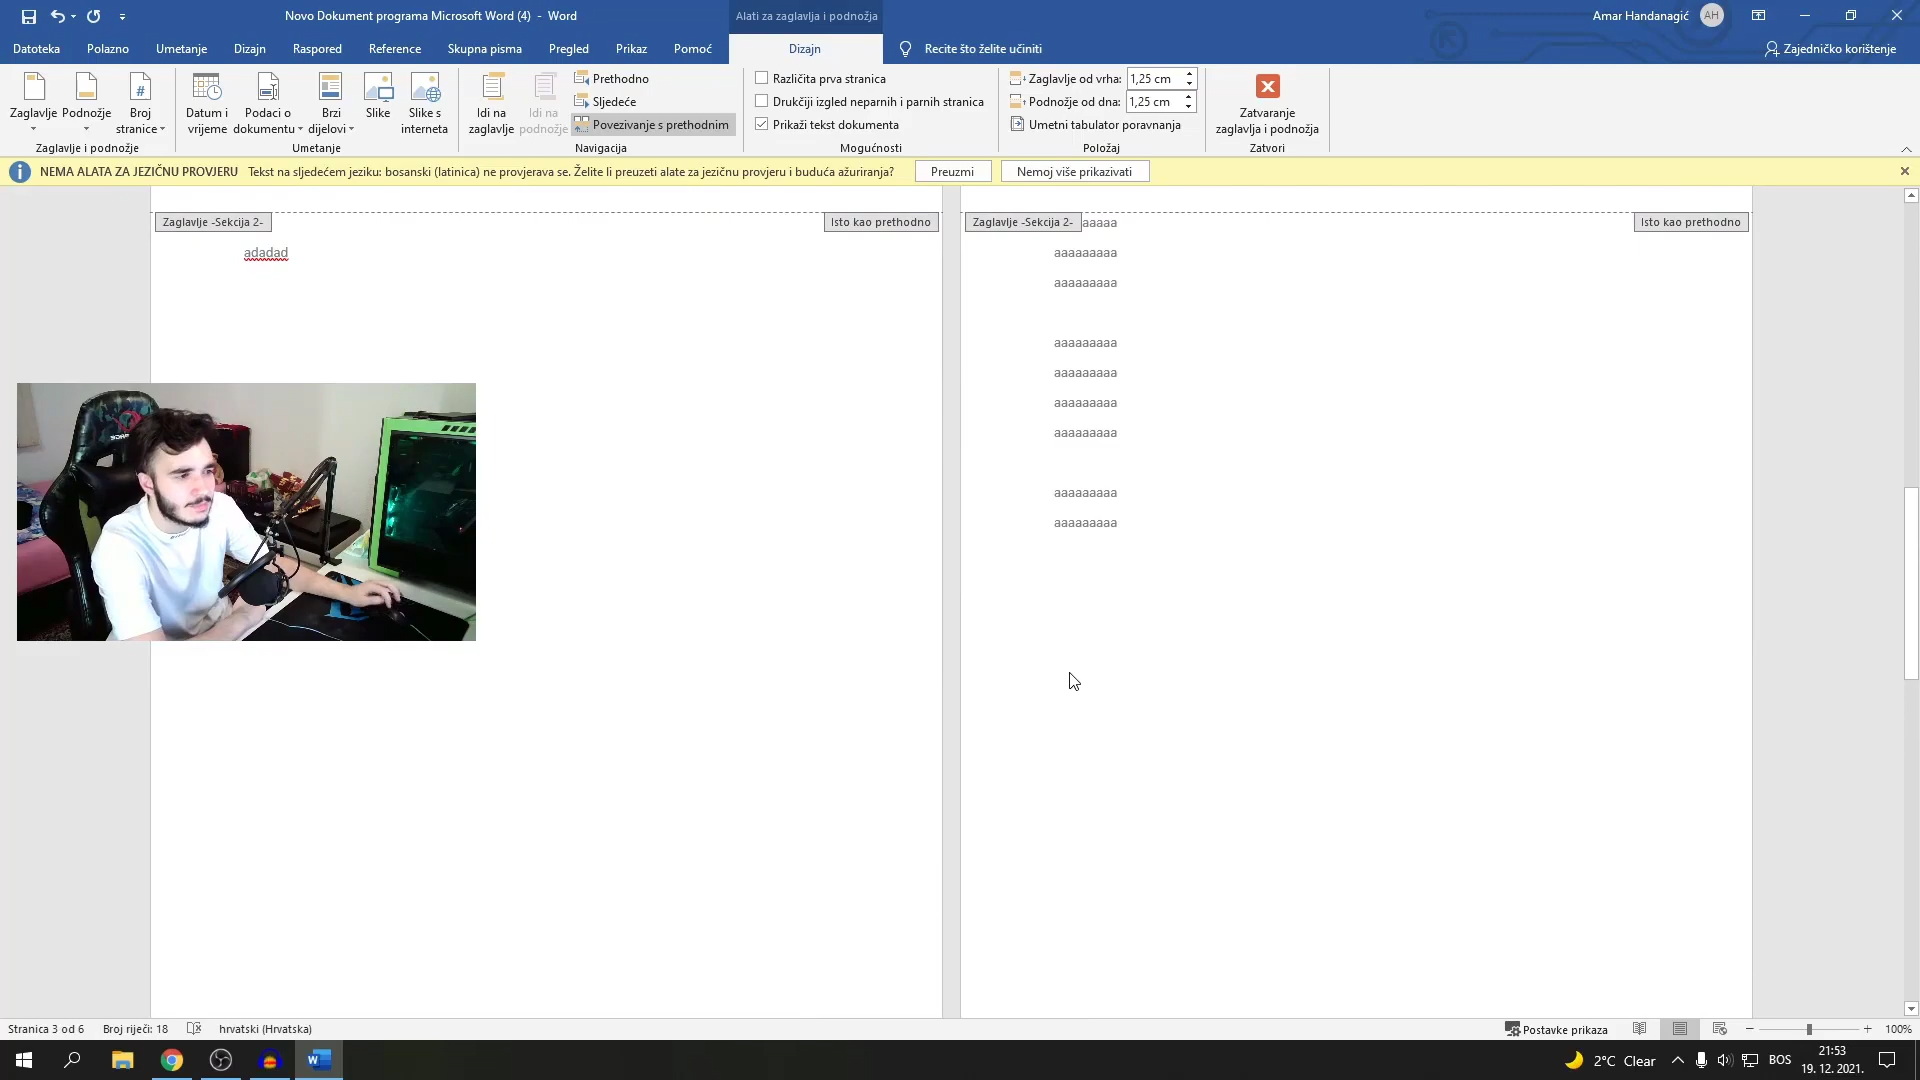 Novo Dokument programa Microsoft Word (4) - Word
Alati za zaglavlja i podnožja
Amar Handanagić AH
Datoteka Polazno Umetanje Dizajn Raspored Reference Skupna pisma Pregled Prikaz Pomoć Dizajn Recite što želite učiniti Zajedničko korištenje
Zaglavlje Podnožje Broj stranice
Zaglavlje i podnožje
Datum i vrijeme Podaci o dokumentu Brzi dijelovi Slike Slike s interneta
Umetanje
Idi na zaglavlje Idi na podnožje
Prethodno
Sljedeće
Povezivanje s prethodnim
Navigacija
Različita prva stranica
Drukčiji izgled neparnih i parnih stranica
Prikaži tekst dokumenta
Mogućnosti
Zaglavlje od vrha: 1,25 cm
Podnožje od dna: 1,25 cm
Umetni tabulator poravnanja
Položaj
Zatvaranje zaglavlja i podnožja
Zatvori
NEMA ALATA ZA JEZIČNU PROVJERU Tekst na sljedećem jeziku: bosanski (latinica) ne provjerava se. Želite li preuzeti alate za jezičnu provjeru i buduća ažuriranja? Preuzmi Nemoj više prikazivati
Zaglavlje -Sekcija 2- Isto kao prethodno
adadad
Zaglavlje -Sekcija 2- aaaaa Isto kao prethodno
aaaaaaaaa
aaaaaaaaa
aaaaaaaaa
aaaaaaaaa
aaaaaaaaa
aaaaaaaaa
aaaaaaaaa
aaaaaaaaa
Stranica 3 od 6 Broj riječi: 18 hrvatski (Hrvatska) Postavke prikaza 100%
2°C Clear BOS 21:53
19. 12. 2021.